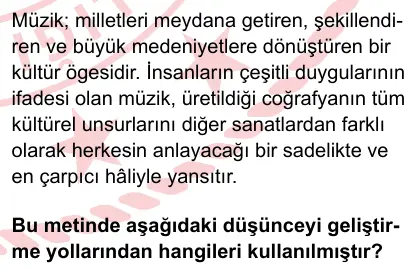 Müzik; milletleri meydana getiren, şekillendi-
ren ve büyük medeniyetlere dönüştüren bir
kültür ögesidir. İnsanların çeşitli duygularının
ifadesi olan müzik, üretildiği coğrafyanın tüm
kültürel unsurlarını diğer sanatlardan farklı
olarak herkesin anlayacağı bir sadelikte ve
en çarpıcı hâliyle yansıtır.
Bu metinde aşağıdaki düşünceyi geliştir-
me yollarından hangileri kullanılmıştır?